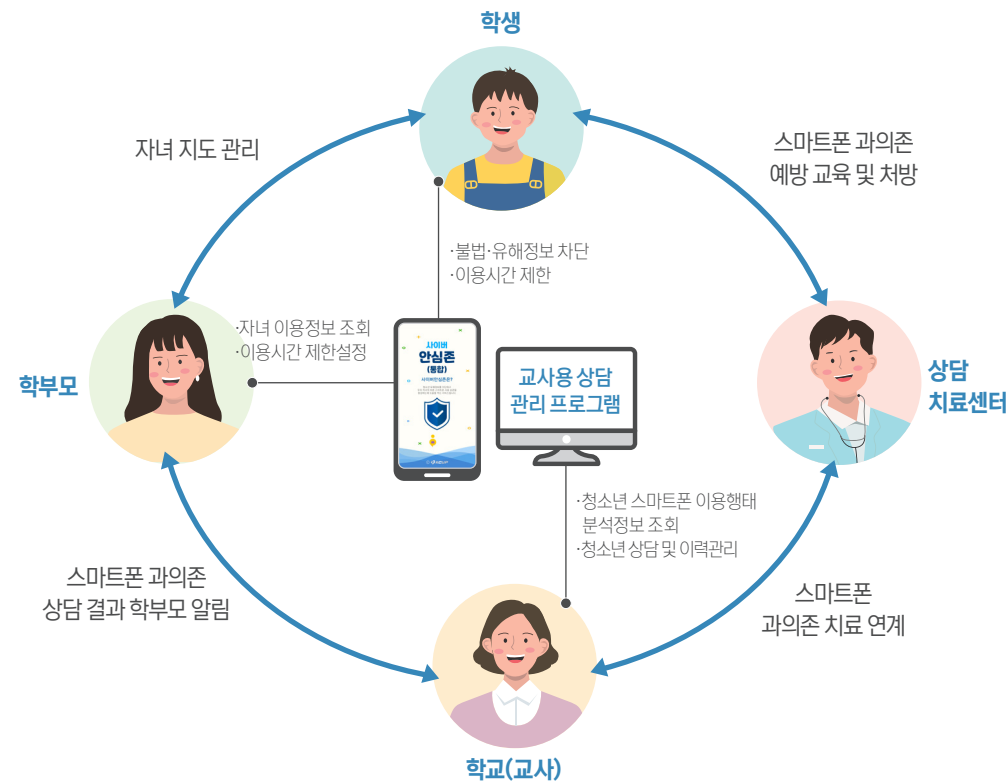 학생
자녀 지도 관리
스마트폰 과의존
예방 교육 및 처방
·불법·유해정보 차단
·이용시간 제한
·자녀 이용정보 조회
·이용시간 제한설정
학부모
사이버
안심존
(통합)
사이버안심존은?
교사용 상담
관리 프로그램
상담
치료센터
·청소년 스마트폰 이용행태
분석정보 조회
·청소년 상담 및 이력관리
스마트폰 과의존
상담 결과 학부모 알림
스마트폰
과의존 치료 연계
학교(교사)